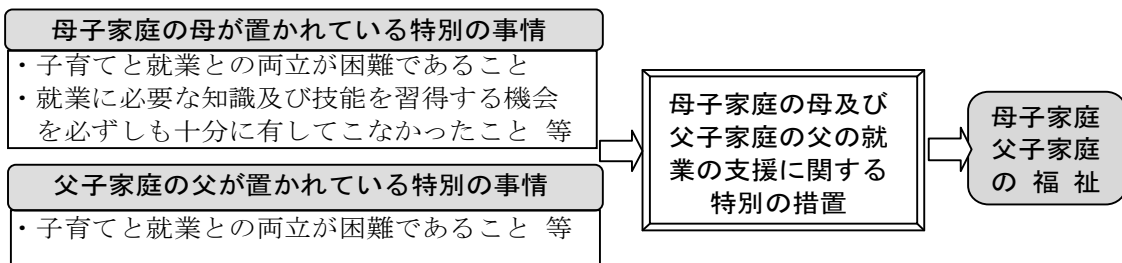 母子家庭の母が置かれている特別の事情
・子育てと就業との両立が困難であること
・就業に必要な知識及び技能を習得する機会
を必ずしも十分に有してこなかったこと 等
父子家庭の父が置かれている特別の事情
・子育てと就業との両立が困難であること 等
母子家庭の母及び
父子家庭の父の就
業の支援に関する
特別の措置
母子家庭
父子家庭
の 福 祉